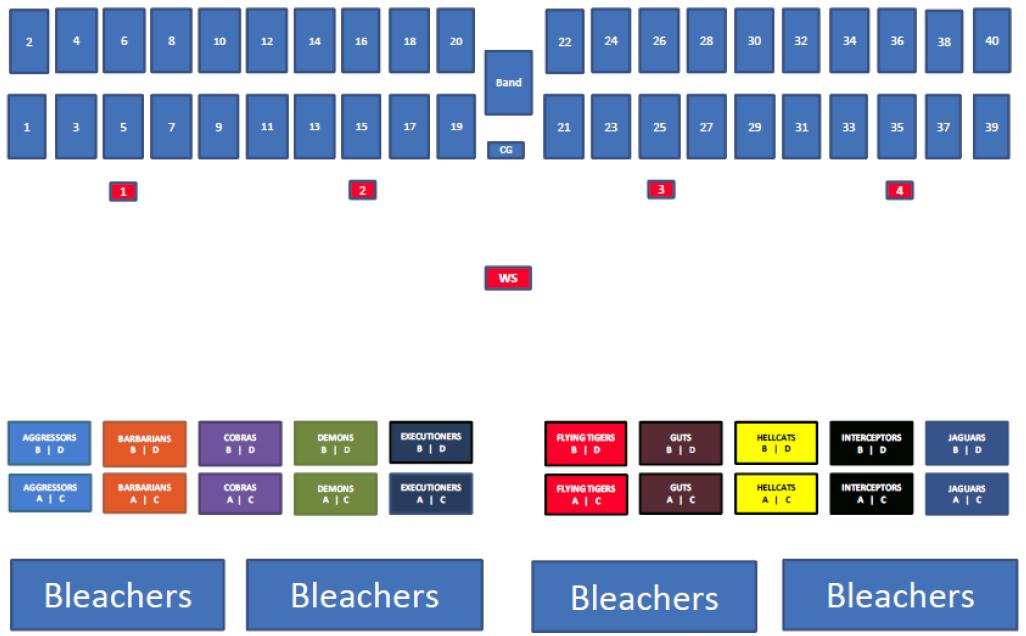 2 4 6 8 10 12 14 16 18 20 22 24 26 28 30 32 34 36 38 40
Band
1 3 5 7 9 11 13 15 17 19 21 23 25 27 29 31 33 35 37 39
CG
1 2 3 4
WS
AGGRESSORS BARBARIANS COBRAS DEMONS EXECUTIONERS FLYING TIGERS GUTS HELLCATS INTERCEPTORS JAGUARS
B | D B | D B | D B | D B | D B | D B | D B | D B | D B | D
AGGRESSORS BARBARIANS COBRAS DEMONS EXECUTIONERS FLYING TIGERS GUTS HELLCATS INTERCEPTORS JAGUARS
A | C A | C A | C A | C A | C A | C A | C A | C A | C A | C
Bleachers Bleachers Bleachers Bleachers